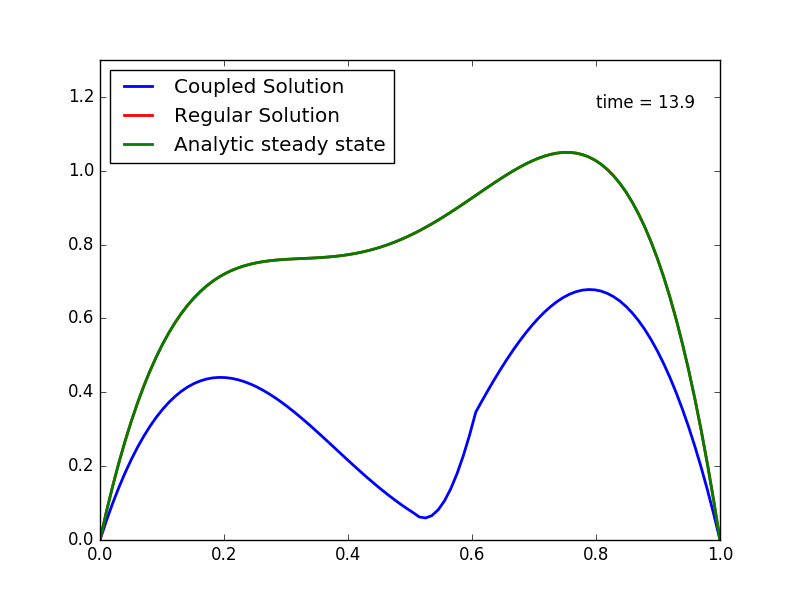 Coupled Solution
Regular Solution
Analytic steady state
time = 13.9
1.2
1.0
0.8
0.6
0.4
0.2
0.0
0.0 0.2 0.4 0.6 0.8 1.0